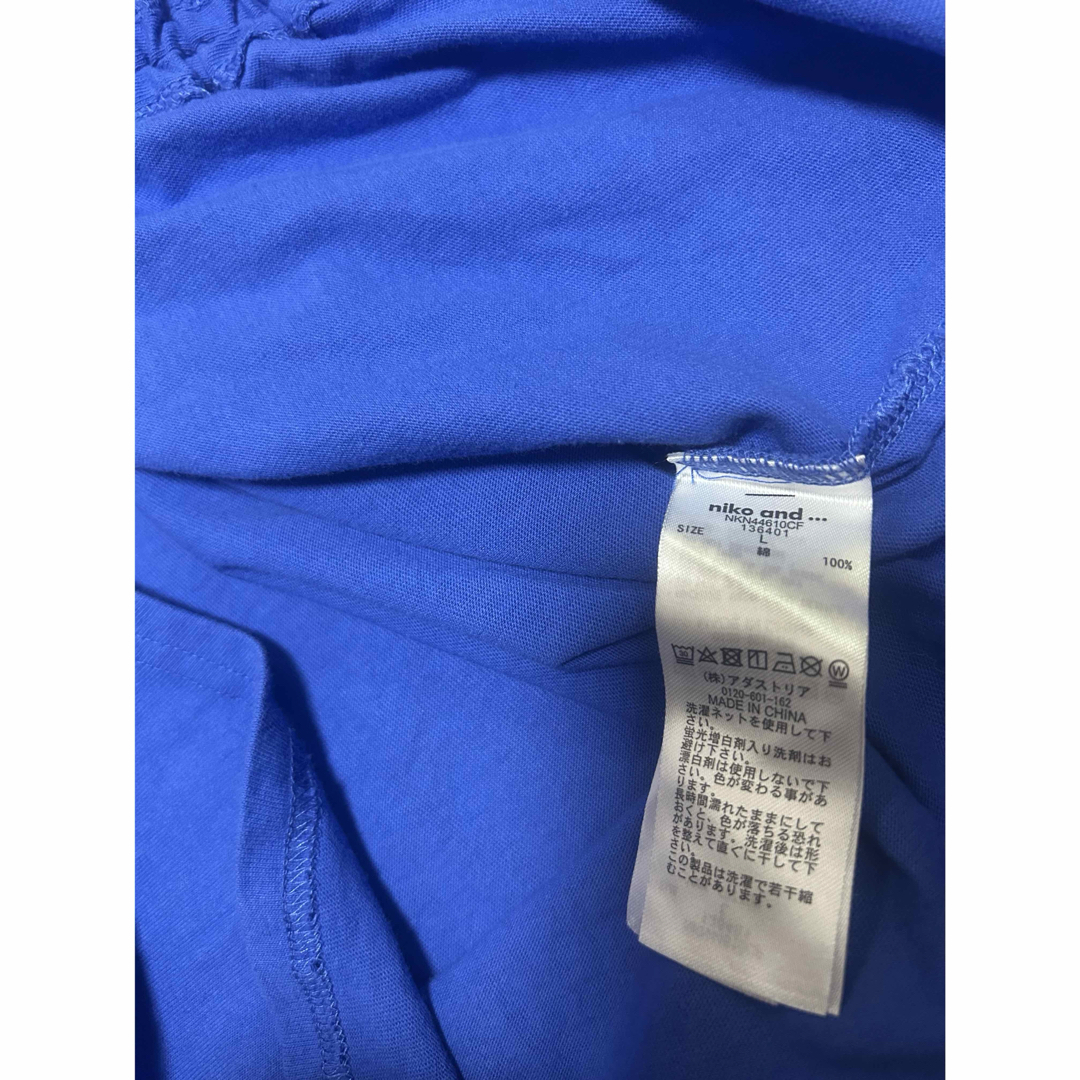 niko and ...
NKN44610CF
136401
SIZE L
綿 100%
(株)アダストリア
0120-601-162
MADE IN CHINA
洗濯ネットを使用して下
さい。
蛍光増白剤入り洗剤はお
避け下さい。
漂白剤は使用しないで下
さい。色が変わる事があ
ります。
長時間濡れたままにして
おくと、色が落ちる恐れ
があります。洗濯後は形
を整えて直ぐに干して下
さい。
この製品は洗濯で若干縮
むことがあります。